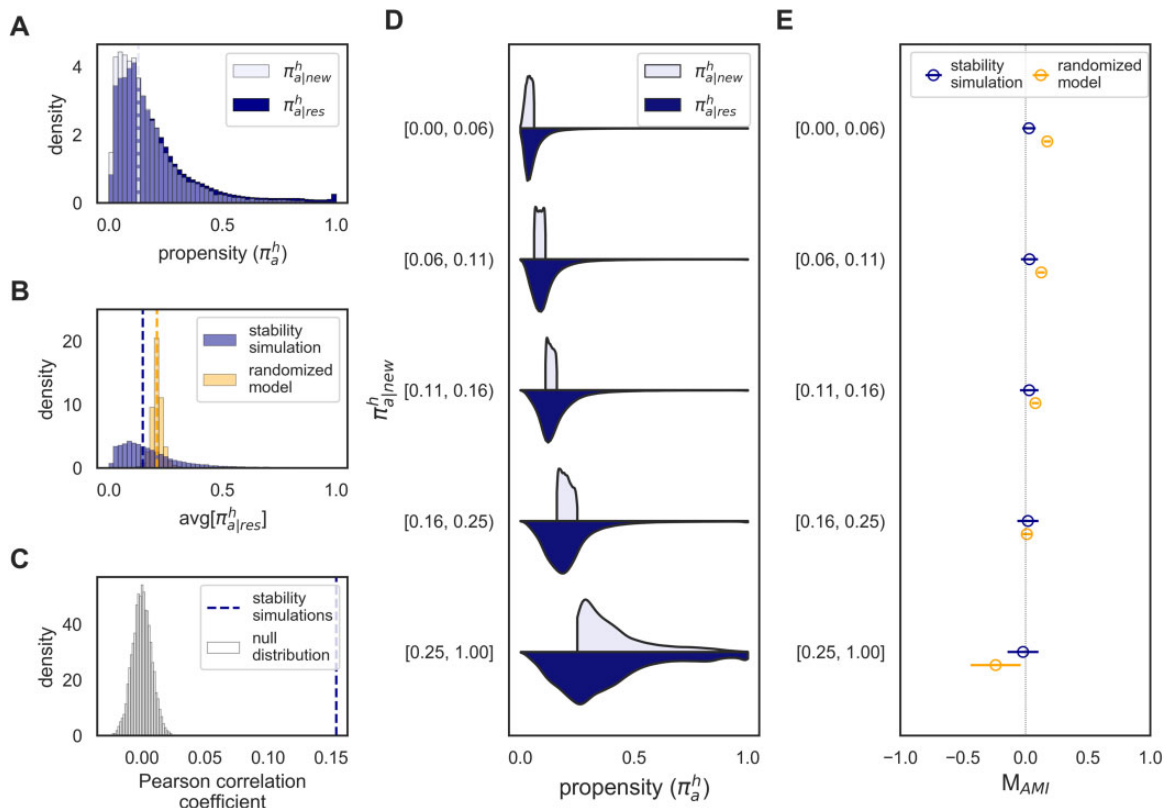 A
4
2
0
density
π^h_{a|new}
π^h_{a|res}
0.0
0.5
1.0
propensity (π^h_a)
B
20
10
0
density
stability
simulation
randomized
model
0.0
0.5
1.0
avg[π^h_{a|res}]
C
40
20
0
density
stability
simulations
null
distribution
0.00
0.05
0.10
0.15
Pearson correlation
coefficient
D
π^h_{a|new}
π^h_{a|res}
π^h_{a|new}
[0.00, 0.06)
[0.06, 0.11)
[0.11, 0.16)
[0.16, 0.25)
[0.25, 1.00]
0.0
0.5
1.0
propensity (π^h_a)
E
stability
simulation
randomized
model
[0.00, 0.06)
[0.06, 0.11)
[0.11, 0.16)
[0.16, 0.25)
[0.25, 1.00]
−1.0
−0.5
0.0
0.5
1.0
M_{AMI}